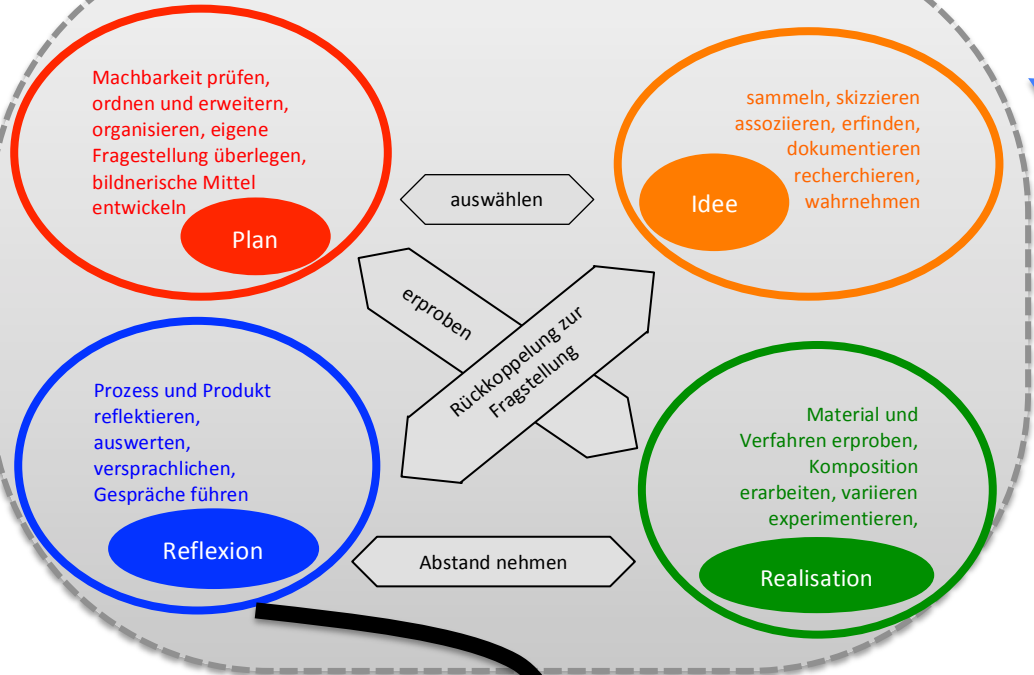 Machbarkeit prüfen,
ordnen und erweitern,
organisieren, eigene
Fragestellung überlegen,
bildnerische Mittel
entwickeln
Plan
auswählen
sammeln, skizzieren
assoziieren, erfinden,
dokumentieren
recherchieren,
wahrnehmen
Idee
erproben
Rückkoppelung zur
Fragstellung
Prozess und Produkt
reflektieren,
auswerten,
versprachlichen,
Gespräche führen
Reflexion
Abstand nehmen
Material und
Verfahren erproben,
Komposition
erarbeiten, variieren
experimentieren,
Realisation